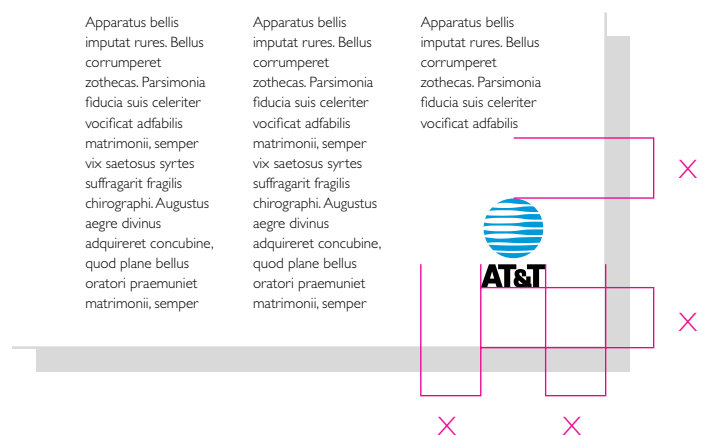 Apparatus bellis
imputat rures. Bellus
corrumperet
zothecas. Parsimonia
fiducia suis celeriter
vocificat adfabilis
matrimonii, semper
vix saetosus syrtes
suffragarit fragilis
chirographi. Augustus
aegre divinus
adquireret concubine,
quod plane bellus
oratori praemuniet
matrimonii, semper
Apparatus bellis
imputat rures. Bellus
corrumperet
zothecas. Parsimonia
fiducia suis celeriter
vocificat adfabilis
matrimonii, semper
vix saetosus syrtes
suffragarit fragilis
chirographi. Augustus
aegre divinus
adquireret concubine,
quod plane bellus
oratori praemuniet
matrimonii, semper
Apparatus bellis
imputat rures. Bellus
corrumperet
zothecas. Parsimonia
fiducia suis celeriter
vocificat adfabilis
X
AT&T
X
X
X